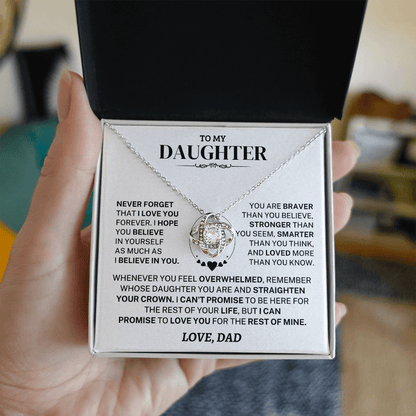 TO MY
DAUGHTER
NEVER FORGET
THAT I LOVE YOU
FOREVER. I HOPE
YOU BELIEVE
IN YOURSELF
AS MUCH AS
I BELIEVE IN YOU.
YOU ARE BRAVER
THAN YOU BELIEVE,
STRONGER THAN
YOU SEEM, SMARTER
THAN YOU THINK,
AND LOVED MORE
THAN YOU KNOW.
WHENEVER YOU FEEL OVERWHELMED, REMEMBER
WHOSE DAUGHTER YOU ARE AND STRAIGHTEN
YOUR CROWN. I CAN'T PROMISE TO BE HERE FOR
THE REST OF YOUR LIFE, BUT I CAN
PROMISE TO LOVE YOU FOR THE REST OF MINE.
LOVE, DAD